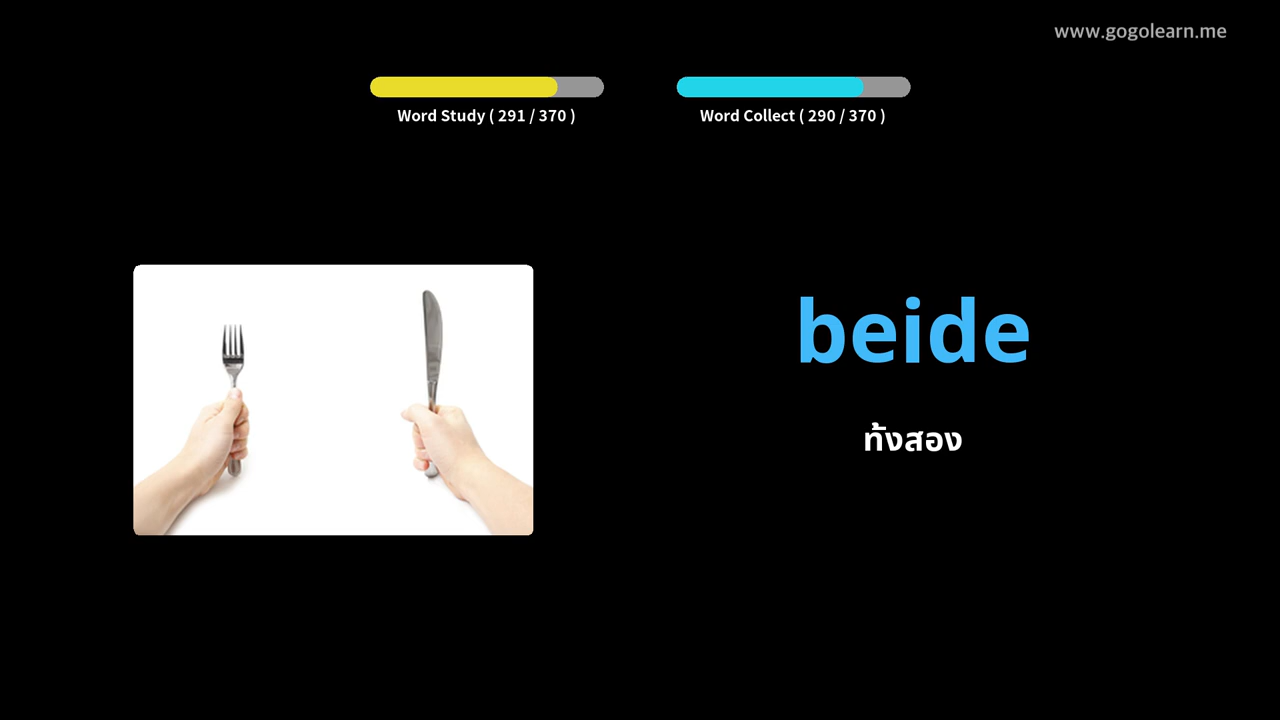 www.gogolearn.me
Word Study ( 291 / 370 )
Word Collect ( 290 / 370 )
beide
ทั้งสอง